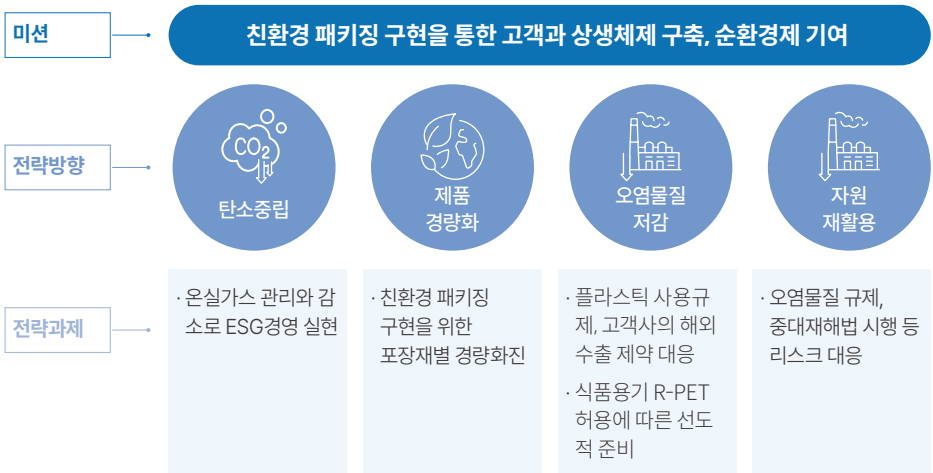 미션
친환경 패키징 구현을 통한 고객과 상생체제 구축, 순환경제 기여
전략방향
CO2
탄소중립
제품
경량화
오염물질
저감
자원
재활용
전략과제
· 온실가스 관리와 감
소로 ESG경영 실현
· 친환경 패키징
구현을 위한
포장재별 경량화진
· 플라스틱 사용규
제, 고객사의 해외
수출 제약 대응
· 식품용기 R-PET
허용에 따른 선도
적 준비
· 오염물질 규제,
중대재해법 시행 등
리스크 대응